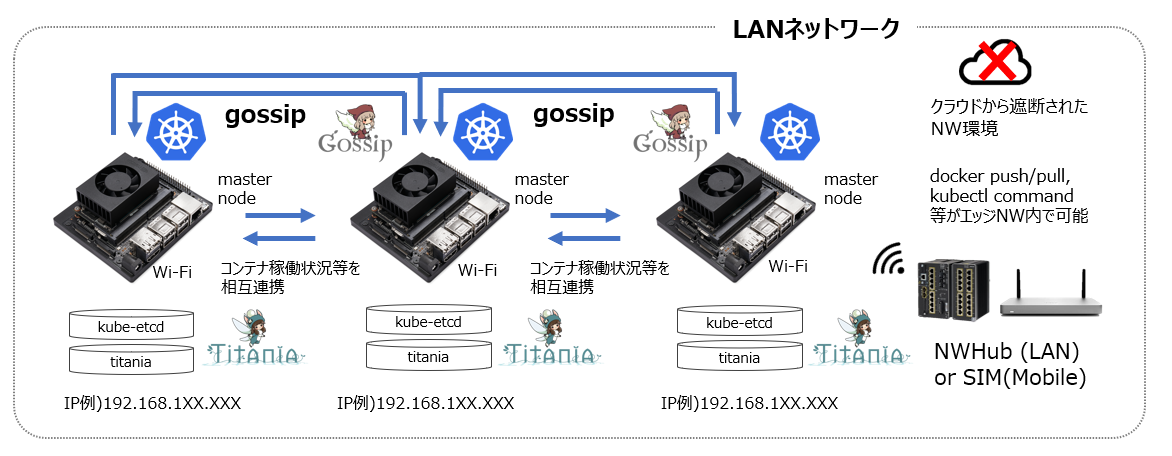 LANネットワーク
gossip
Gossip
gossip
Gossip
クラウドから遮断された
NW環境
master
node
master
node
master
node
docker push/pull,
kubectl command
等がエッジNW内で可能
Wi-Fi
コンテナ稼働状況等を
相互連携
Wi-Fi
コンテナ稼働状況等を
相互連携
Wi-Fi
kube-etcd
titania
TITANIA
kube-etcd
titania
TITANIA
kube-etcd
titania
TITANIA
NWHub (LAN)
or SIM(Mobile)
IP例)192.168.1XX.XXX
IP例)192.168.1XX.XXX
IP例)192.168.1XX.XXX